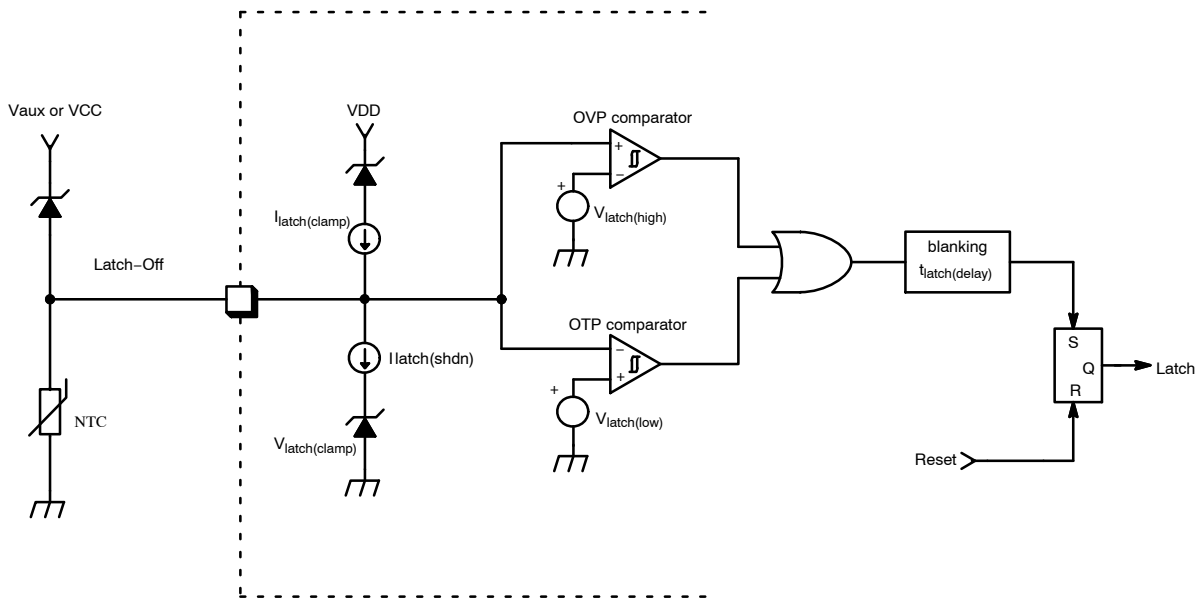 Vaux or VCC
VDD
OVP comparator
+
−
+
Vlatch(high)
Ilatch(clamp)
Latch−Off
blanking
tlatch(delay)
OTP comparator
−
+
+
Vlatch(low)
I latch(shdn)
Vlatch(clamp)
NTC
S
Q
R
Latch
Reset